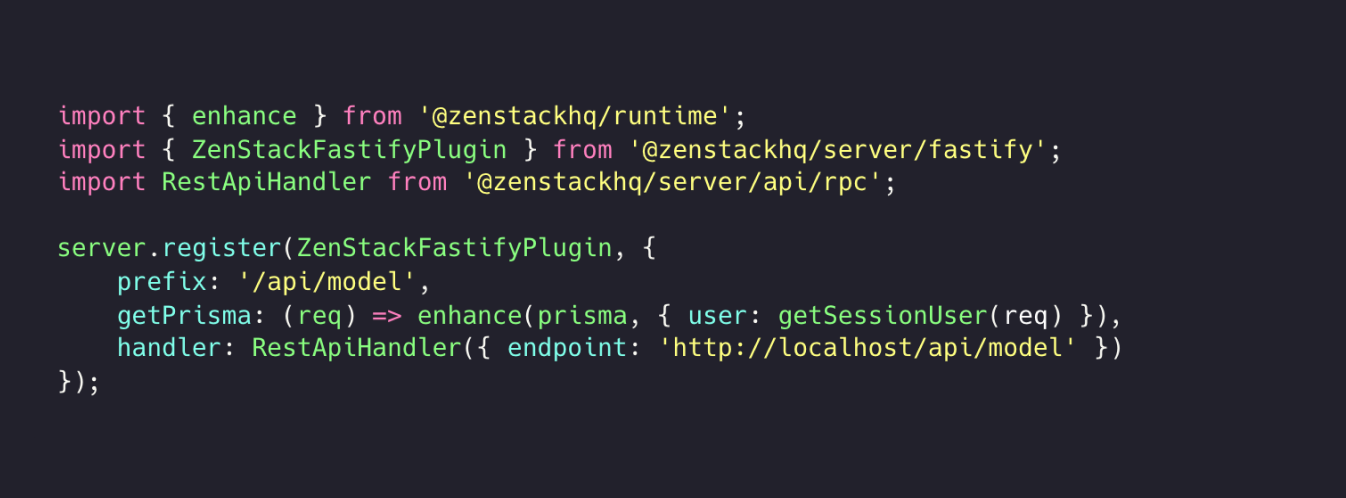 import { enhance } from '@zenstackhq/runtime';
import { ZenStackFastifyPlugin } from '@zenstackhq/server/fastify';
import RestApiHandler from '@zenstackhq/server/api/rpc';

server.register(ZenStackFastifyPlugin, {
    prefix: '/api/model',
    getPrisma: (req) => enhance(prisma, { user: getSessionUser(req) }),
    handler: RestApiHandler({ endpoint: 'http://localhost/api/model' })
});